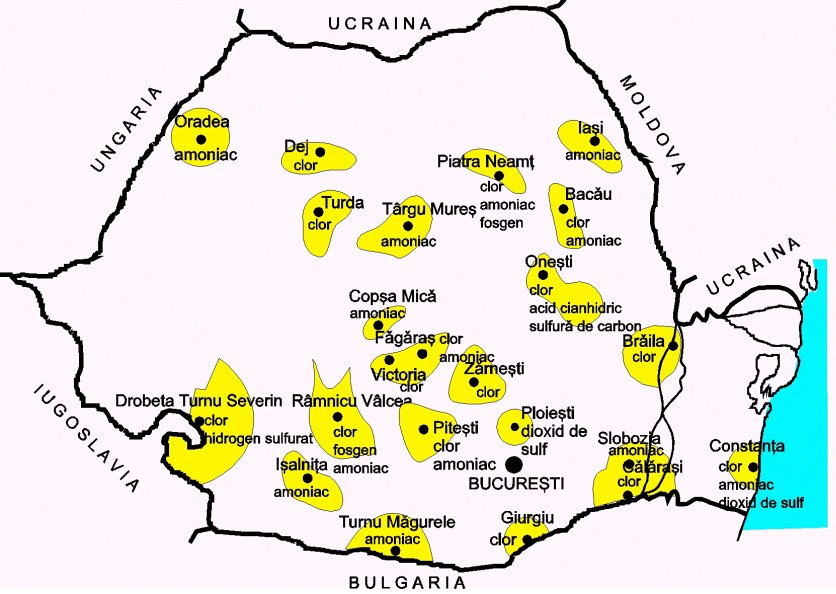 UCRAINA
UNGARIA
MOLDOVA
Oradea
amoniac
Dej
clor
Piatra Neamț
clor
amoniac
fosgen
Iași
amoniac
Turda
clor
Târgu Mureș
amoniac
Bacău
clor
amoniac
Onești
clor
acid cianhidric
sulfură de carbon
UCRAINA
Copșa Mică
amoniac
Făgăraș clor
amoniac
Victoria
clor
Zărnești
clor
Brăila
clor
IUGOSLAVIA
Drobeta Turnu Severin
clor
hidrogen sulfurat
Râmnicu Vâlcea
clor
fosgen
amoniac
Pitești
clor
amoniac
Ploiești
dioxid de
sulf
BUCUREȘTI
Slobozia
amoniac
Călărași
clor
Constanța
clor
amoniac
dioxid de sulf
Ișalnița
amoniac
Turnu Măgurele
amoniac
Giurgiu
clor
BULGARIA